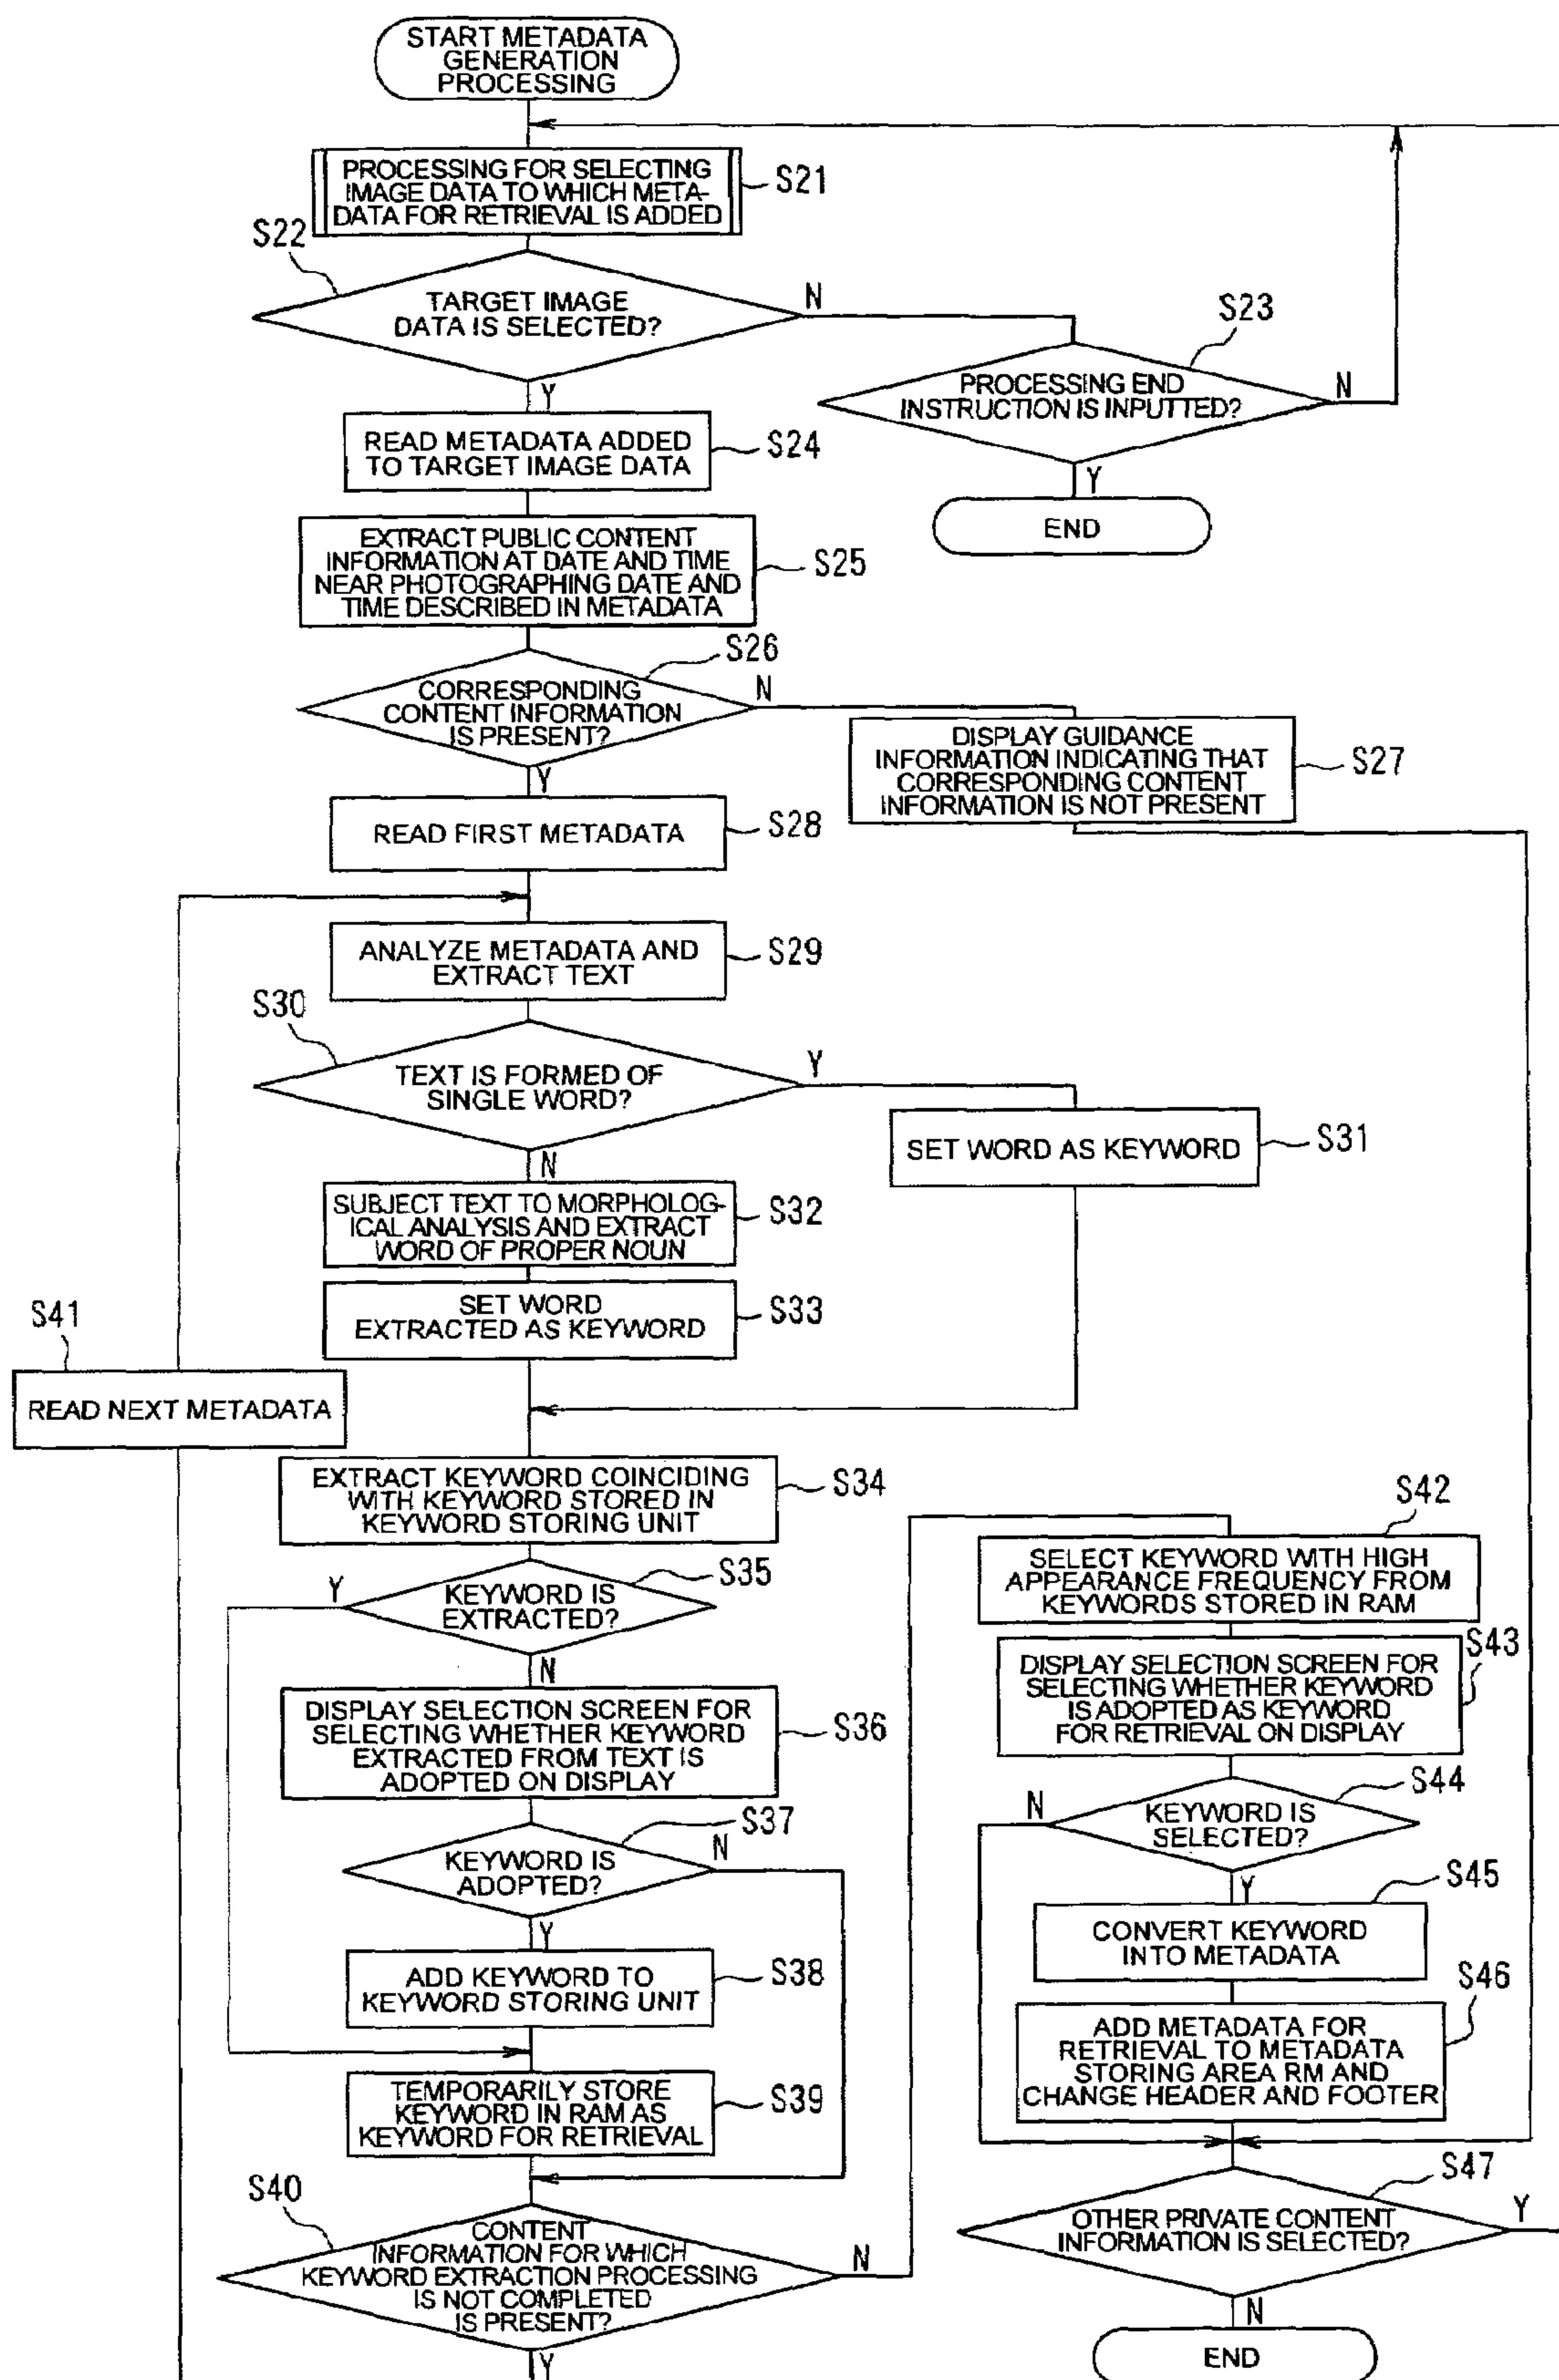 START METADATA
GENERATION
PROCESSING
PROCESSING FOR SELECTING
IMAGE DATA TO WHICH META-
DATA FOR RETRIEVAL IS ADDED
S21
S22
TARGET IMAGE
DATA IS SELECTED?
N
Y
S23
PROCESSING END
INSTRUCTION IS INPUTTED?
N
Y
END
READ METADATA ADDED
TO TARGET IMAGE DATA
S24
EXTRACT PUBLIC CONTENT
INFORMATION AT DATE AND TIME
NEAR PHOTOGRAPHING DATE AND
TIME DESCRIBED IN METADATA
S25
S26
CORRESPONDING
CONTENT INFORMATION
IS PRESENT?
N
Y
DISPLAY GUIDANCE
INFORMATION INDICATING THAT
CORRESPONDING CONTENT
INFORMATION IS NOT PRESENT
S27
READ FIRST METADATA
S28
ANALYZE METADATA AND
EXTRACT TEXT
S29
S30
TEXT IS FORMED OF
SINGLE WORD?
Y
N
SET WORD AS KEYWORD
S31
SUBJECT TEXT TO MORPHOLOG-
ICAL ANALYSIS AND EXTRACT
WORD OF PROPER NOUN
S32
SET WORD
EXTRACTED AS KEYWORD
S33
S41
READ NEXT METADATA
EXTRACT KEYWORD COINCIDING
WITH KEYWORD STORED IN
KEYWORD STORING UNIT
S34
S35
KEYWORD IS
EXTRACTED?
Y
N
DISPLAY SELECTION SCREEN FOR
SELECTING WHETHER KEYWORD
EXTRACTED FROM TEXT IS
ADOPTED ON DISPLAY
S36
S37
KEYWORD IS
ADOPTED?
N
Y
ADD KEYWORD TO
KEYWORD STORING UNIT
S38
TEMPORARILY STORE
KEYWORD IN RAM AS
KEYWORD FOR RETRIEVAL
S39
S40
CONTENT
INFORMATION FOR WHICH
KEYWORD EXTRACTION PROCESSING
IS NOT COMPLETED
IS PRESENT?
N
Y
S42
SELECT KEYWORD WITH HIGH
APPEARANCE FREQUENCY FROM
KEYWORDS STORED IN RAM
S43
DISPLAY SELECTION SCREEN FOR
SELECTING WHETHER KEYWORD
IS ADOPTED AS KEYWORD
FOR RETRIEVAL ON DISPLAY
S44
KEYWORD IS
SELECTED?
N
Y
S45
CONVERT KEYWORD
INTO METADATA
S46
ADD METADATA FOR
RETRIEVAL TO METADATA
STORING AREA RM AND
CHANGE HEADER AND FOOTER
S47
OTHER PRIVATE CONTENT
INFORMATION IS SELECTED?
Y
N
END